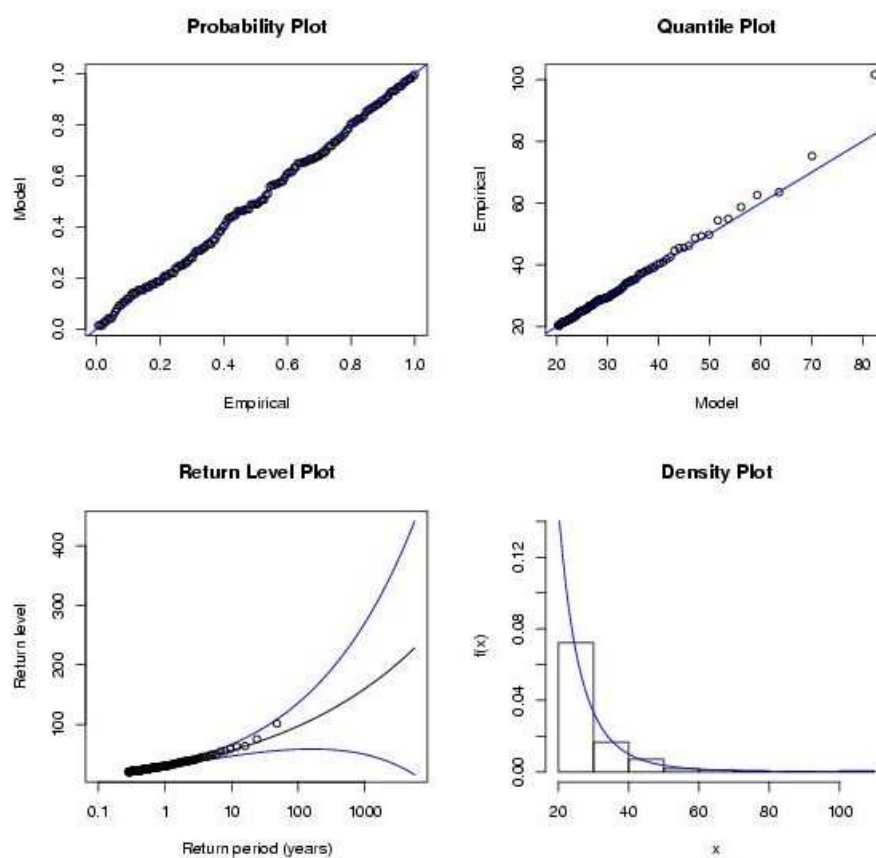 Probability Plot
Model
0.0 0.2 0.4 0.6 0.8 1.0
0.0 0.2 0.4 0.6 0.8 1.0
Empirical
Quantile Plot
Empirical
20 40 60 80 100
20 30 40 50 60 70 80
Model
Return Level Plot
Return level
100 200 300 400
0.1 1 10 1000
Return period (years)
Density Plot
f(x)
0.00 0.04 0.08 0.12
20 40 60 80 100
x